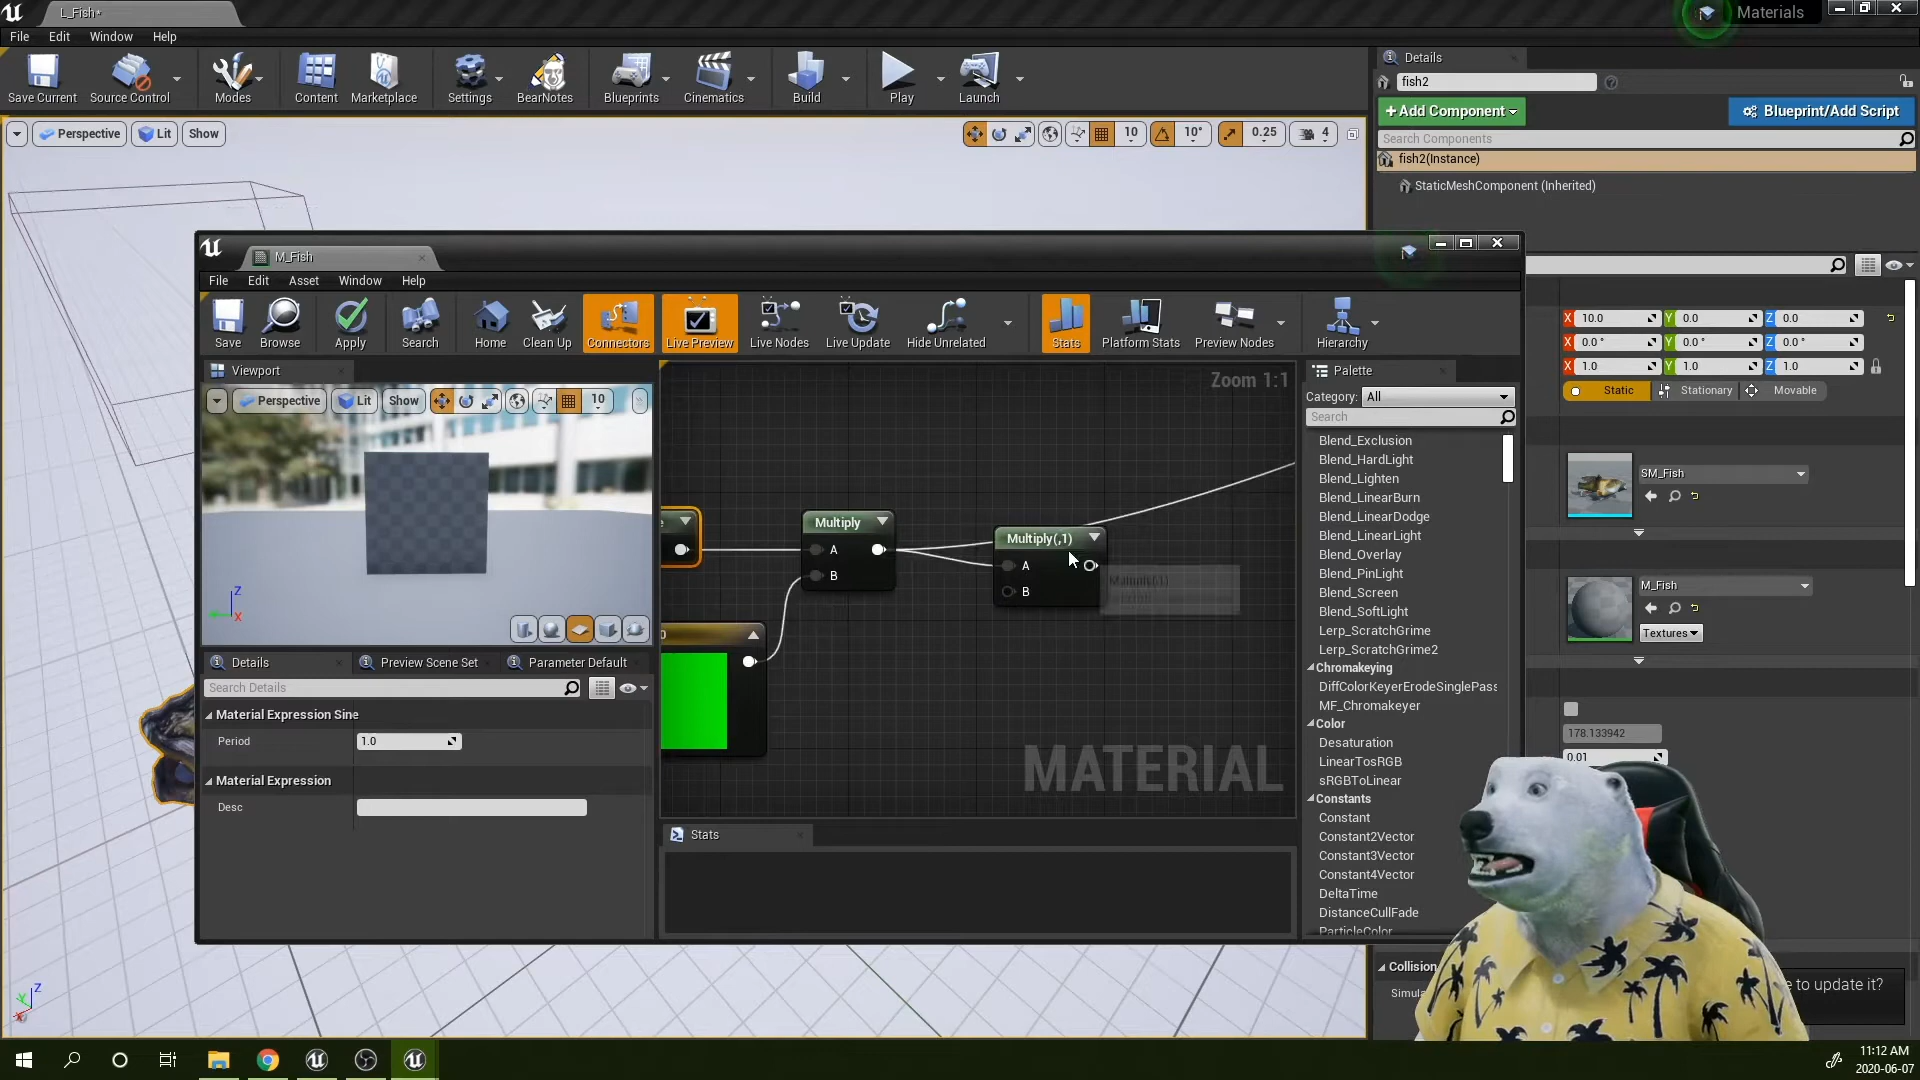 L_Fish*
Materials
File Edit Window Help
Save Current Source Control Modes Content Marketplace Settings BearNotes Blueprints Cinematics Build Play Launch
Details
fish2
+Add Component
Blueprint/Add Script
Search Components
fish2(Instance)
StaticMeshComponent (Inherited)
Perspective Lit Show
10 10° 0.25 4
M_Fish
File Edit Asset Window Help
Save Browse Apply Search Home Clean Up Connectors Live Preview Live Nodes Live Update Hide Unrelated Stats Platform Stats Preview Nodes Hierarchy
X 10.0 Y 0.0 Z 0.0
X 0.0 ° Y 0.0 ° Z 0.0 °
X 1.0 Y 1.0 Z 1.0
Static Stationary Movable
SM_Fish
M_Fish
Textures
178.133942
0.01
Viewport
Perspective Lit Show 10
Z
X
Zoom 1:1
Multiply
A
B
Multiply(,1)
A
B
MATERIAL
Palette
Category: All
Search
Blend_Exclusion
Blend_HardLight
Blend_Lighten
Blend_LinearBurn
Blend_LinearDodge
Blend_LinearLight
Blend_Overlay
Blend_PinLight
Blend_Screen
Blend_SoftLight
Lerp_ScratchGrime
Lerp_ScratchGrime2
Chromakeying
DiffColorKeyerErodeSinglePass
MF_Chromakeyer
Color
Desaturation
LinearTosRGB
sRGBToLinear
Constants
Constant
Constant2Vector
Constant3Vector
Constant4Vector
DeltaTime
DistanceCullFade
ParticleColor
Details Preview Scene Set Parameter Default
Search Details
Material Expression Sine
Period 1.0
Material Expression
Desc
Stats
Collision
Simula
e to update it?
Z
Y
X
11:12 AM
2020-06-07